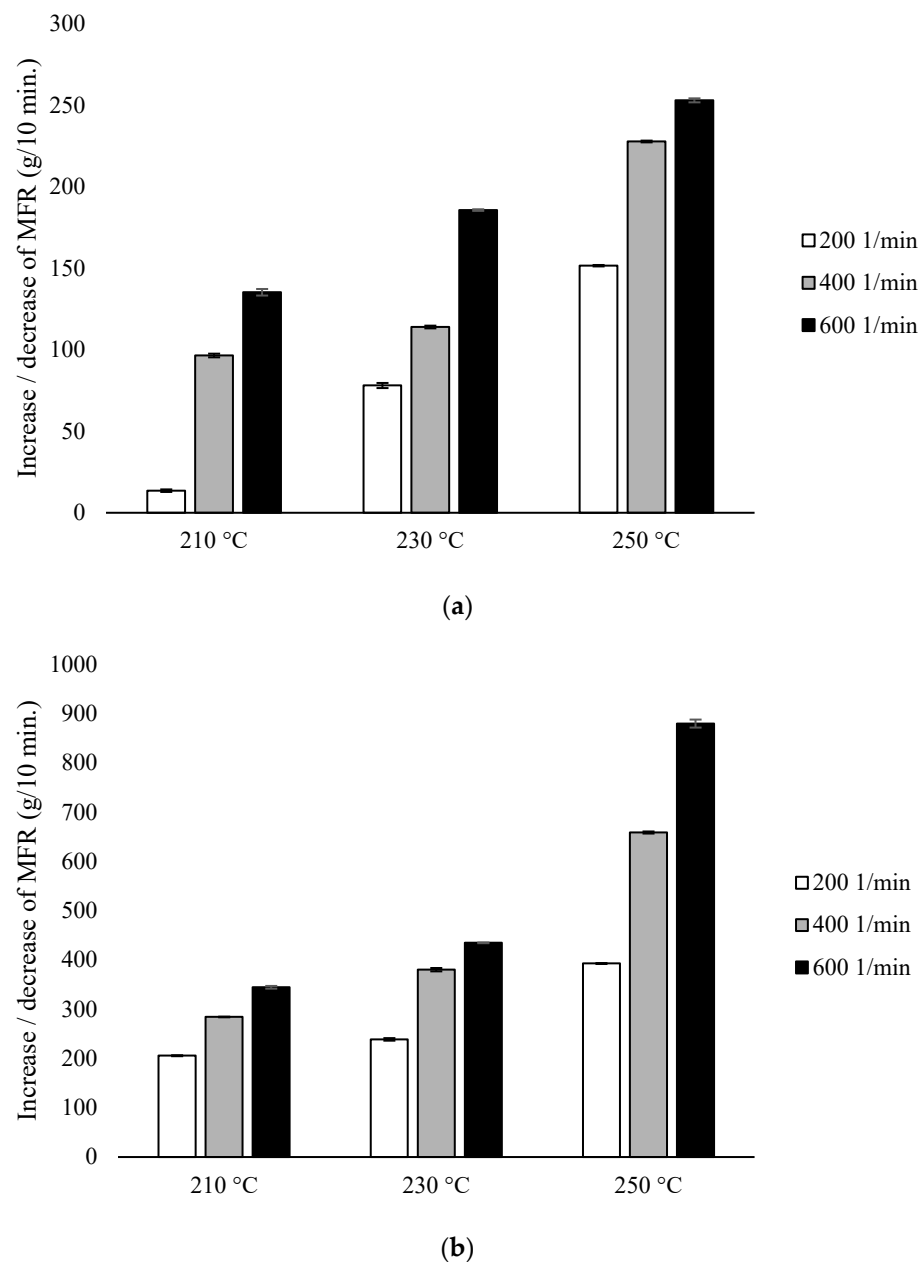 Increase / decrease of MFR (g/10 min.)
300
250
200
150
100
50
0
210 °C 230 °C 250 °C
200 1/min
400 1/min
600 1/min
(a)
Increase / decrease of MFR (g/10 min.)
1000
900
800
700
600
500
400
300
200
100
0
210 °C 230 °C 250 °C
200 1/min
400 1/min
600 1/min
(b)